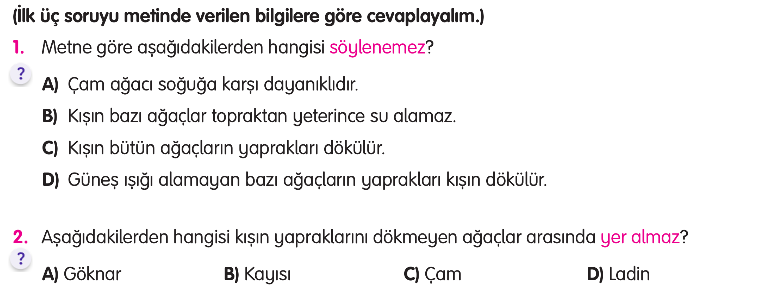 (İlk üç soruyu metinde verilen bilgilere göre cevaplayalım.)
1. Metne göre aşağıdakilerden hangisi söylenemez?
?
A) Çam ağacı soğuğa karşı dayanıklıdır.
B) Kışın bazı ağaçlar topraktan yeterince su alamaz.
C) Kışın bütün ağaçların yaprakları dökülür.
D) Güneş ışığı alamayan bazı ağaçların yaprakları kışın dökülür.
2. Aşağıdakilerden hangisi kışın yapraklarını dökmeyen ağaçlar arasında yer almaz?
?
A) Göknar B) Kayısı C) Çam D) Ladin